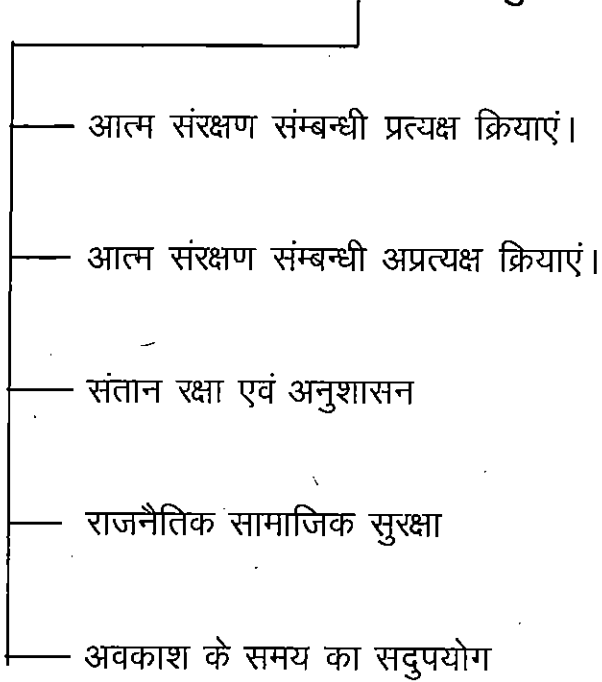 आत्म संरक्षण संम्बन्धी प्रत्यक्ष क्रियाएं।
आत्म संरक्षण संम्बन्धी अप्रत्यक्ष क्रियाएं।
संतान रक्षा एवं अनुशासन
राजनैतिक सामाजिक सुरक्षा
अवकाश के समय का सदुपयोग